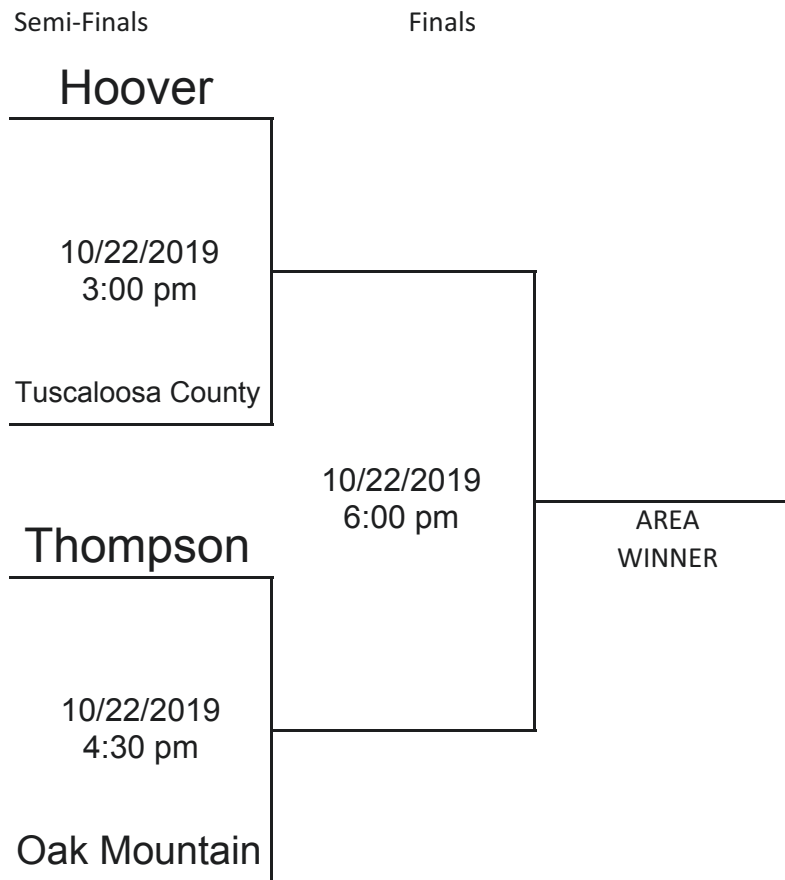 Semi-Finals
Finals
Hoover
10/22/2019
3:00 pm
Tuscaloosa County
10/22/2019
6:00 pm
AREA
WINNER
Thompson
10/22/2019
4:30 pm
Oak Mountain